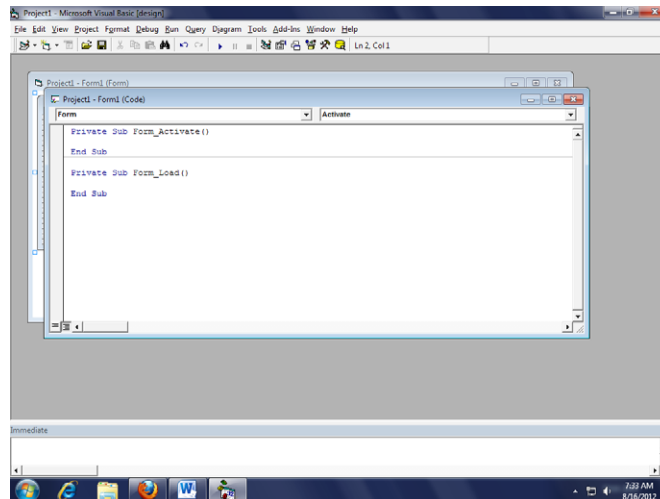 Project1 - Microsoft Visual Basic [design]
File Edit View Project Format Debug Run Query Diagram Tools Add-Ins Window Help
Ln 2, Col 1
Project1 - Form1 (Form)
Project1 - Form1 (Code)
Form Activate
Private Sub Form_Activate()
End Sub
Private Sub Form_Load()
End Sub
Immediate
W
7:33 AM
8/16/2012